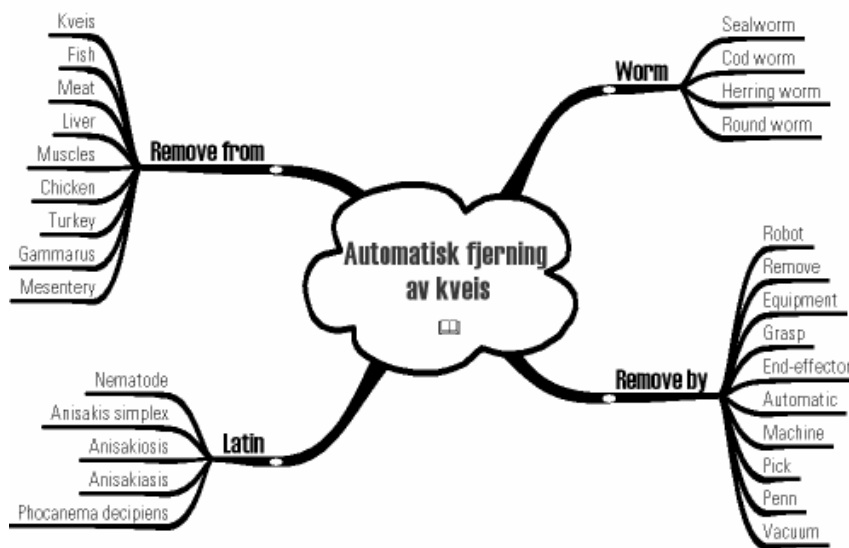 Automatisk fjerning
av kveis
Remove from
Kveis
Fish
Meat
Liver
Muscles
Chicken
Turkey
Gammarus
Mesentery
Worm
Sealworm
Cod worm
Herring worm
Round worm
Latin
Nematode
Anisakis simplex
Anisakiosis
Anisakiasis
Phocanema decipiens
Remove by
Robot
Remove
Equipment
Grasp
End-effector
Automatic
Machine
Pick
Penn
Vacuum